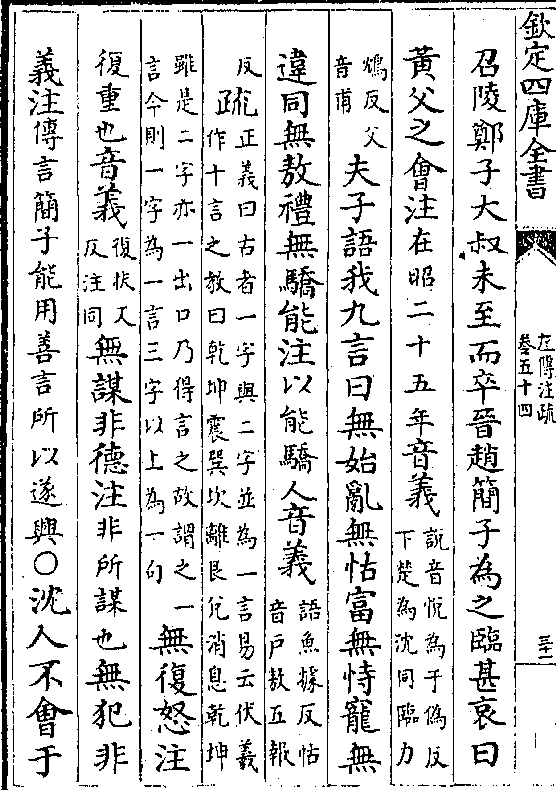 欽定四庫全書
左傳注疏
卷五十四
三十一
召陵鄭子大叔未至而卒晉趙簡子為之臨甚哀曰
黃父之會注在昭二十五年音義
說音悅為于偽反
下楚為沈同臨力
鴆反父
音甫
夫子語我九言曰無始亂無怙富無恃寵無
違同無敖禮無驕能注以能驕人音義
語魚據反怙
音戶敖五報
反
疏
正義曰古者一字與二字並為一言易云伏羲
作十言之教曰乾坤震巽坎離艮兌消息乾坤
雖是二字亦一出口乃得言之故謂之一
言今則一字為一言三字以上為一句
無復怒注
復重也音義
復扶又
反注同
無謀非德注非所謀也無犯非
義注傳言簡子能用善言所以遂興○沈人不會于